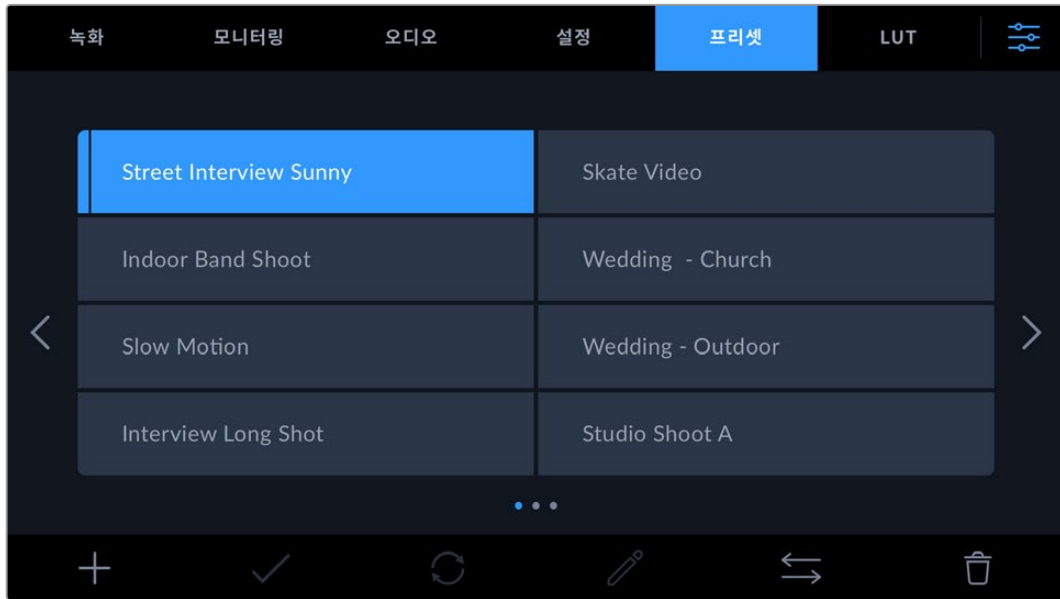 녹화 모니터링 오디오 설정 프리셋 LUT
Street Interview Sunny Skate Video
Indoor Band Shoot Wedding - Church
Slow Motion Wedding - Outdoor
Interview Long Shot Studio Shoot A